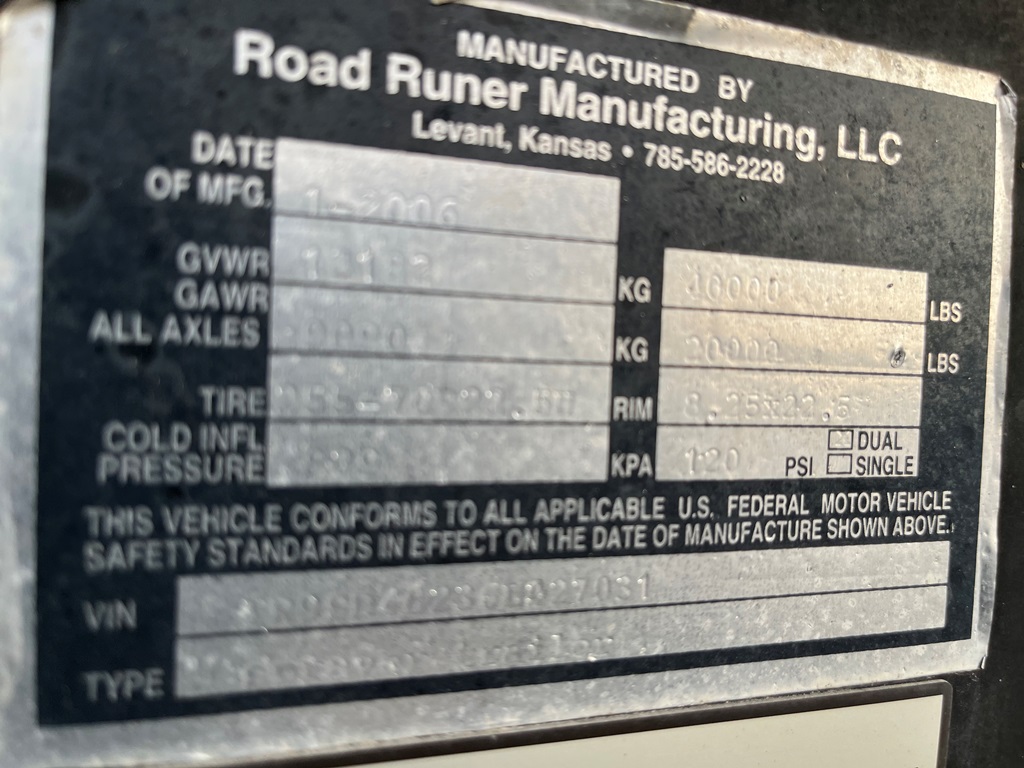 MANUFACTURED BY
Road Runer Manufacturing, LLC
Levant, Kansas • 785-586-2228
DATE OF MFG. 1-2006
GVWR KG 40000 LBS
GAWR ALL AXLES KG 20000 LBS
TIRE RIM 8.25x22.5
COLD INFL PRESSURE KPA 120 PSI DUAL SINGLE
THIS VEHICLE CONFORMS TO ALL APPLICABLE U.S. FEDERAL MOTOR VEHICLE
SAFETY STANDARDS IN EFFECT ON THE DATE OF MANUFACTURE SHOWN ABOVE.
VIN
TYPE